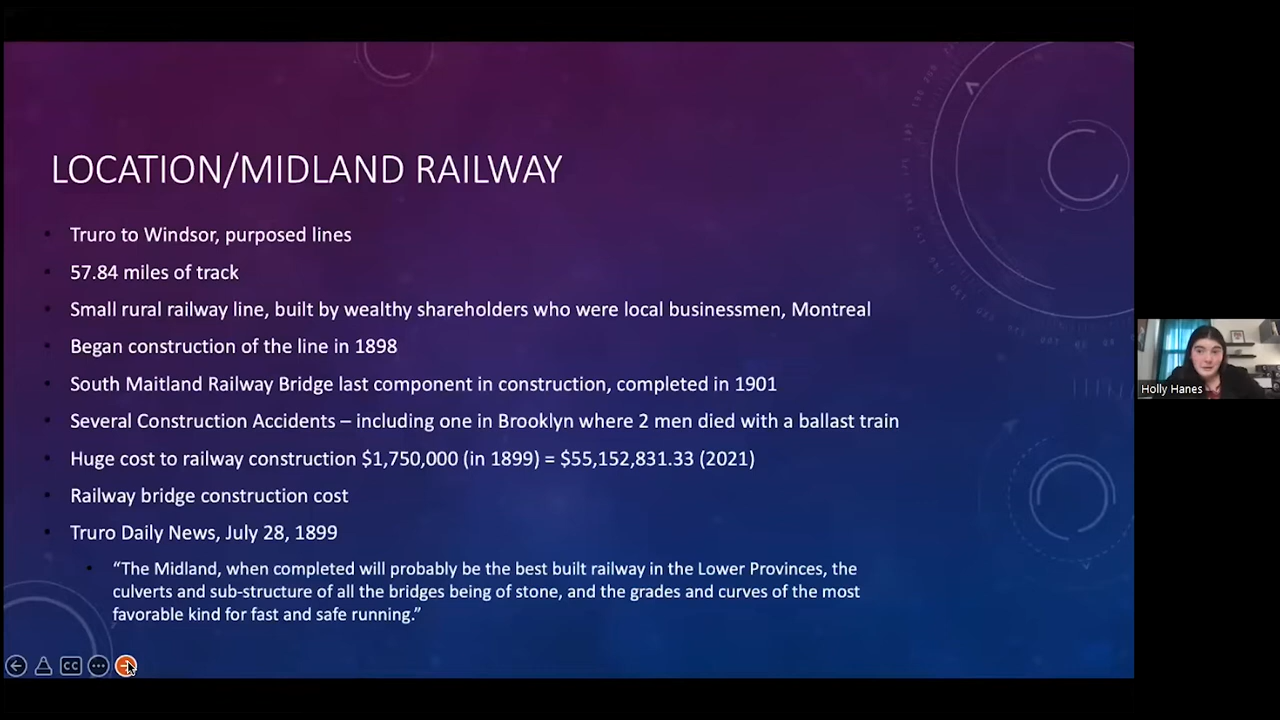 LOCATION/MIDLAND RAILWAY
Truro to Windsor, purposed lines
57.84 miles of track
Small rural railway line, built by wealthy shareholders who were local businessmen, Montreal
Began construction of the line in 1898
South Maitland Railway Bridge last component in construction, completed in 1901
Several Construction Accidents – including one in Brooklyn where 2 men died with a ballast train
Huge cost to railway construction $1,750,000 (in 1899) = $55,152,831.33 (2021)
Railway bridge construction cost
Truro Daily News, July 28, 1899
“The Midland, when completed will probably be the best built railway in the Lower Provinces, the
culverts and sub-structure of all the bridges being of stone, and the grades and curves of the most
favorable kind for fast and safe running.”
CC
Holly Hanes